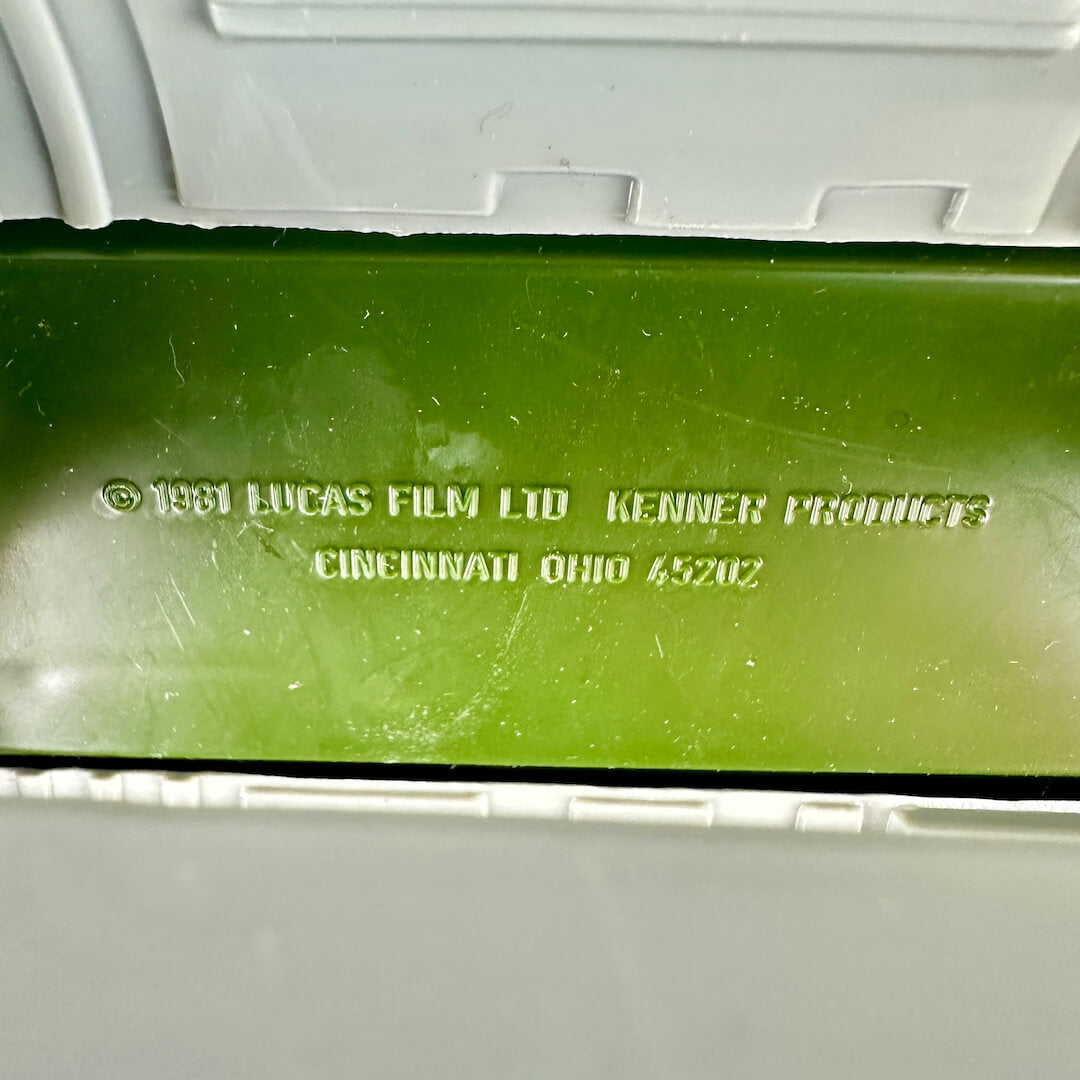 © 1981 LUCAS FILM LTD KENNER PRODUCTS
CINCINNATI OHIO 45202